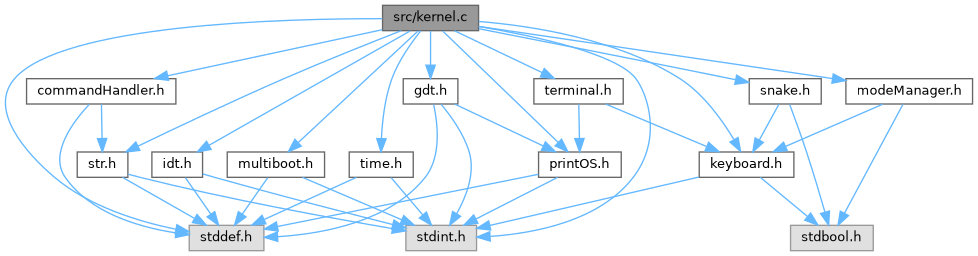 src/kernel.c
commandHandler.h
gdt.h
terminal.h
snake.h
modeManager.h
str.h
idt.h
multiboot.h
time.h
printOS.h
keyboard.h
stddef.h
stdint.h
stdbool.h